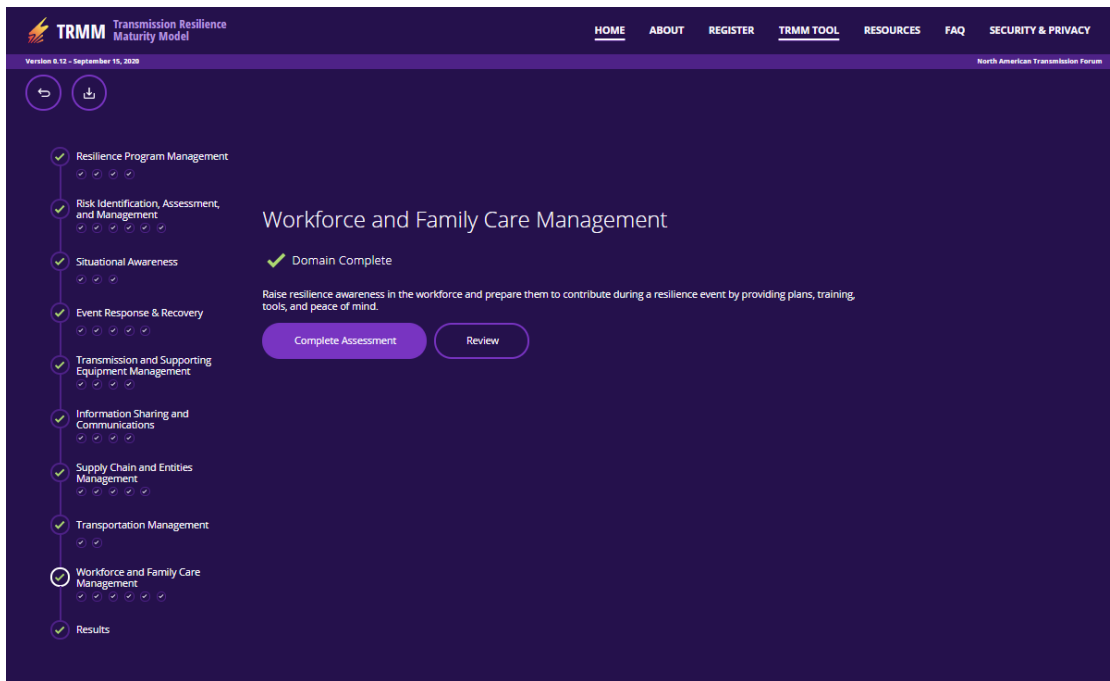 TRMM
Transmission Resilience
Maturity Model
HOME ABOUT REGISTER TRMM TOOL RESOURCES FAQ SECURITY & PRIVACY
Version 0.12 - September 15, 2020
North American Transmission Forum
Resilience Program Management
Risk Identification, Assessment,
and Management
Situational Awareness
Event Response & Recovery
Transmission and Supporting
Equipment Management
Information Sharing and
Communications
Supply Chain and Entities
Management
Transportation Management
Workforce and Family Care
Management
Results
Workforce and Family Care Management
Domain Complete
Raise resilience awareness in the workforce and prepare them to contribute during a resilience event by providing plans, training,
tools, and peace of mind.
Complete Assessment Review